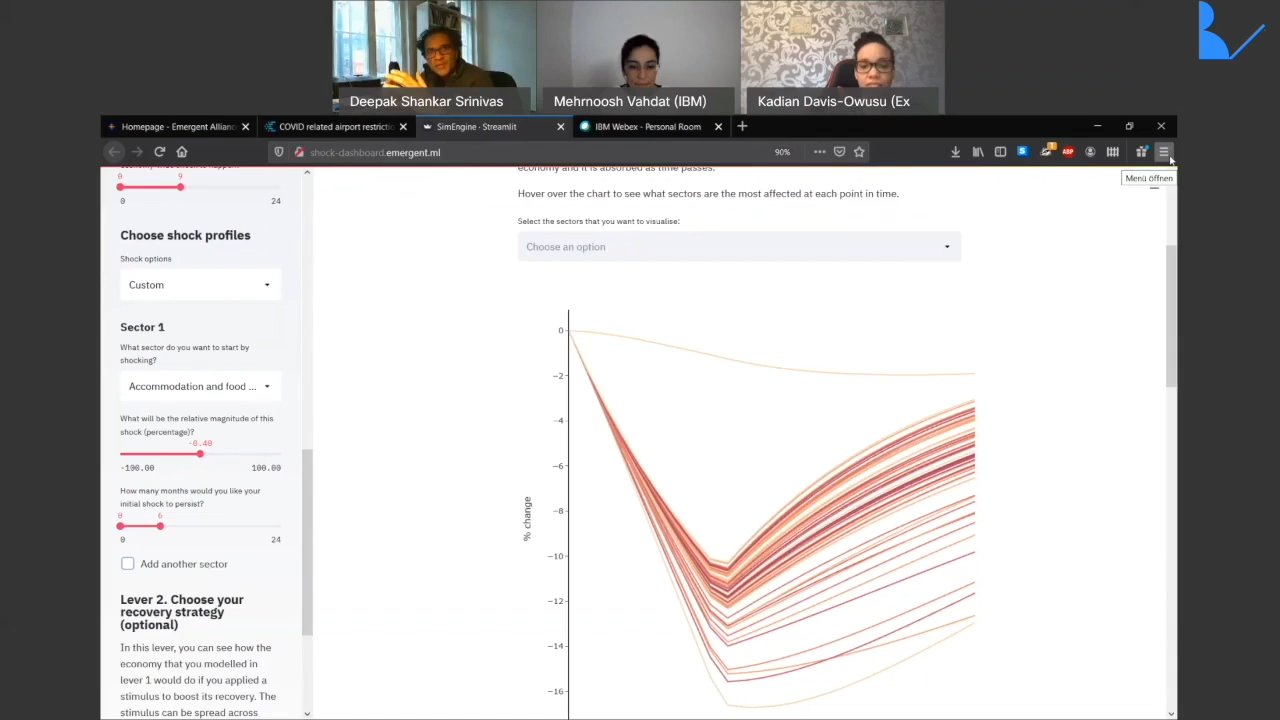 Deepak Shankar Srinivas
Mehrnoosh Vahdat (IBM)
Kadian Davis-Owusu (Ex
Homepage - Emergent Allianc
COVID related airport restrictio
SimEngine · Streamlit
IBM Webex - Personal Room
shock-dashboard.emergent.ml
90%
ABP
Menü öffnen
0 9
0 24
Choose shock profiles
Shock options
Custom
Sector 1
What sector do you want to start by
shocking?
Accommodation and food ...
What will be the relative magnitude of this
shock (percentage)?
-0.40
-100.00 100.00
How many months would you like your
initial shock to persist?
0 6
0 24
Add another sector
Lever 2. Choose your
recovery strategy
(optional)
In this lever, you can see how the
economy that you modelled in
lever 1 would do if you applied a
stimulus to boost its recovery. The
stimulus can be spread across
economy and it is absorbed as time passes.
Hover over the chart to see what sectors are the most affected at each point in time.
Select the sectors that you want to visualise:
Choose an option
% change
0
−2
−4
−6
−8
−10
−12
−14
−16